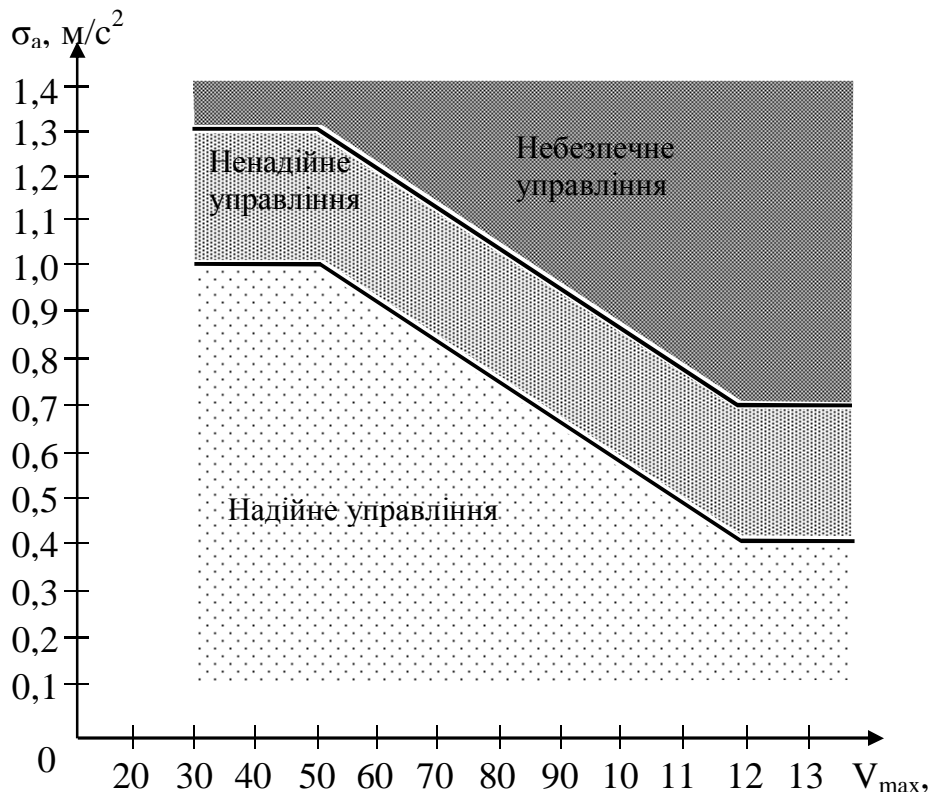 σₐ, м/с²
1,4
1,3
1,2
1,1
1,0
0,9
0,8
0,7
0,6
0,5
0,4
0,3
0,2
0,1
0
Ненадійне
управління
Небезпечне
управління
Надійне управління
20 30 40 50 60 70 80 90 10 11 12 13 Vmax,